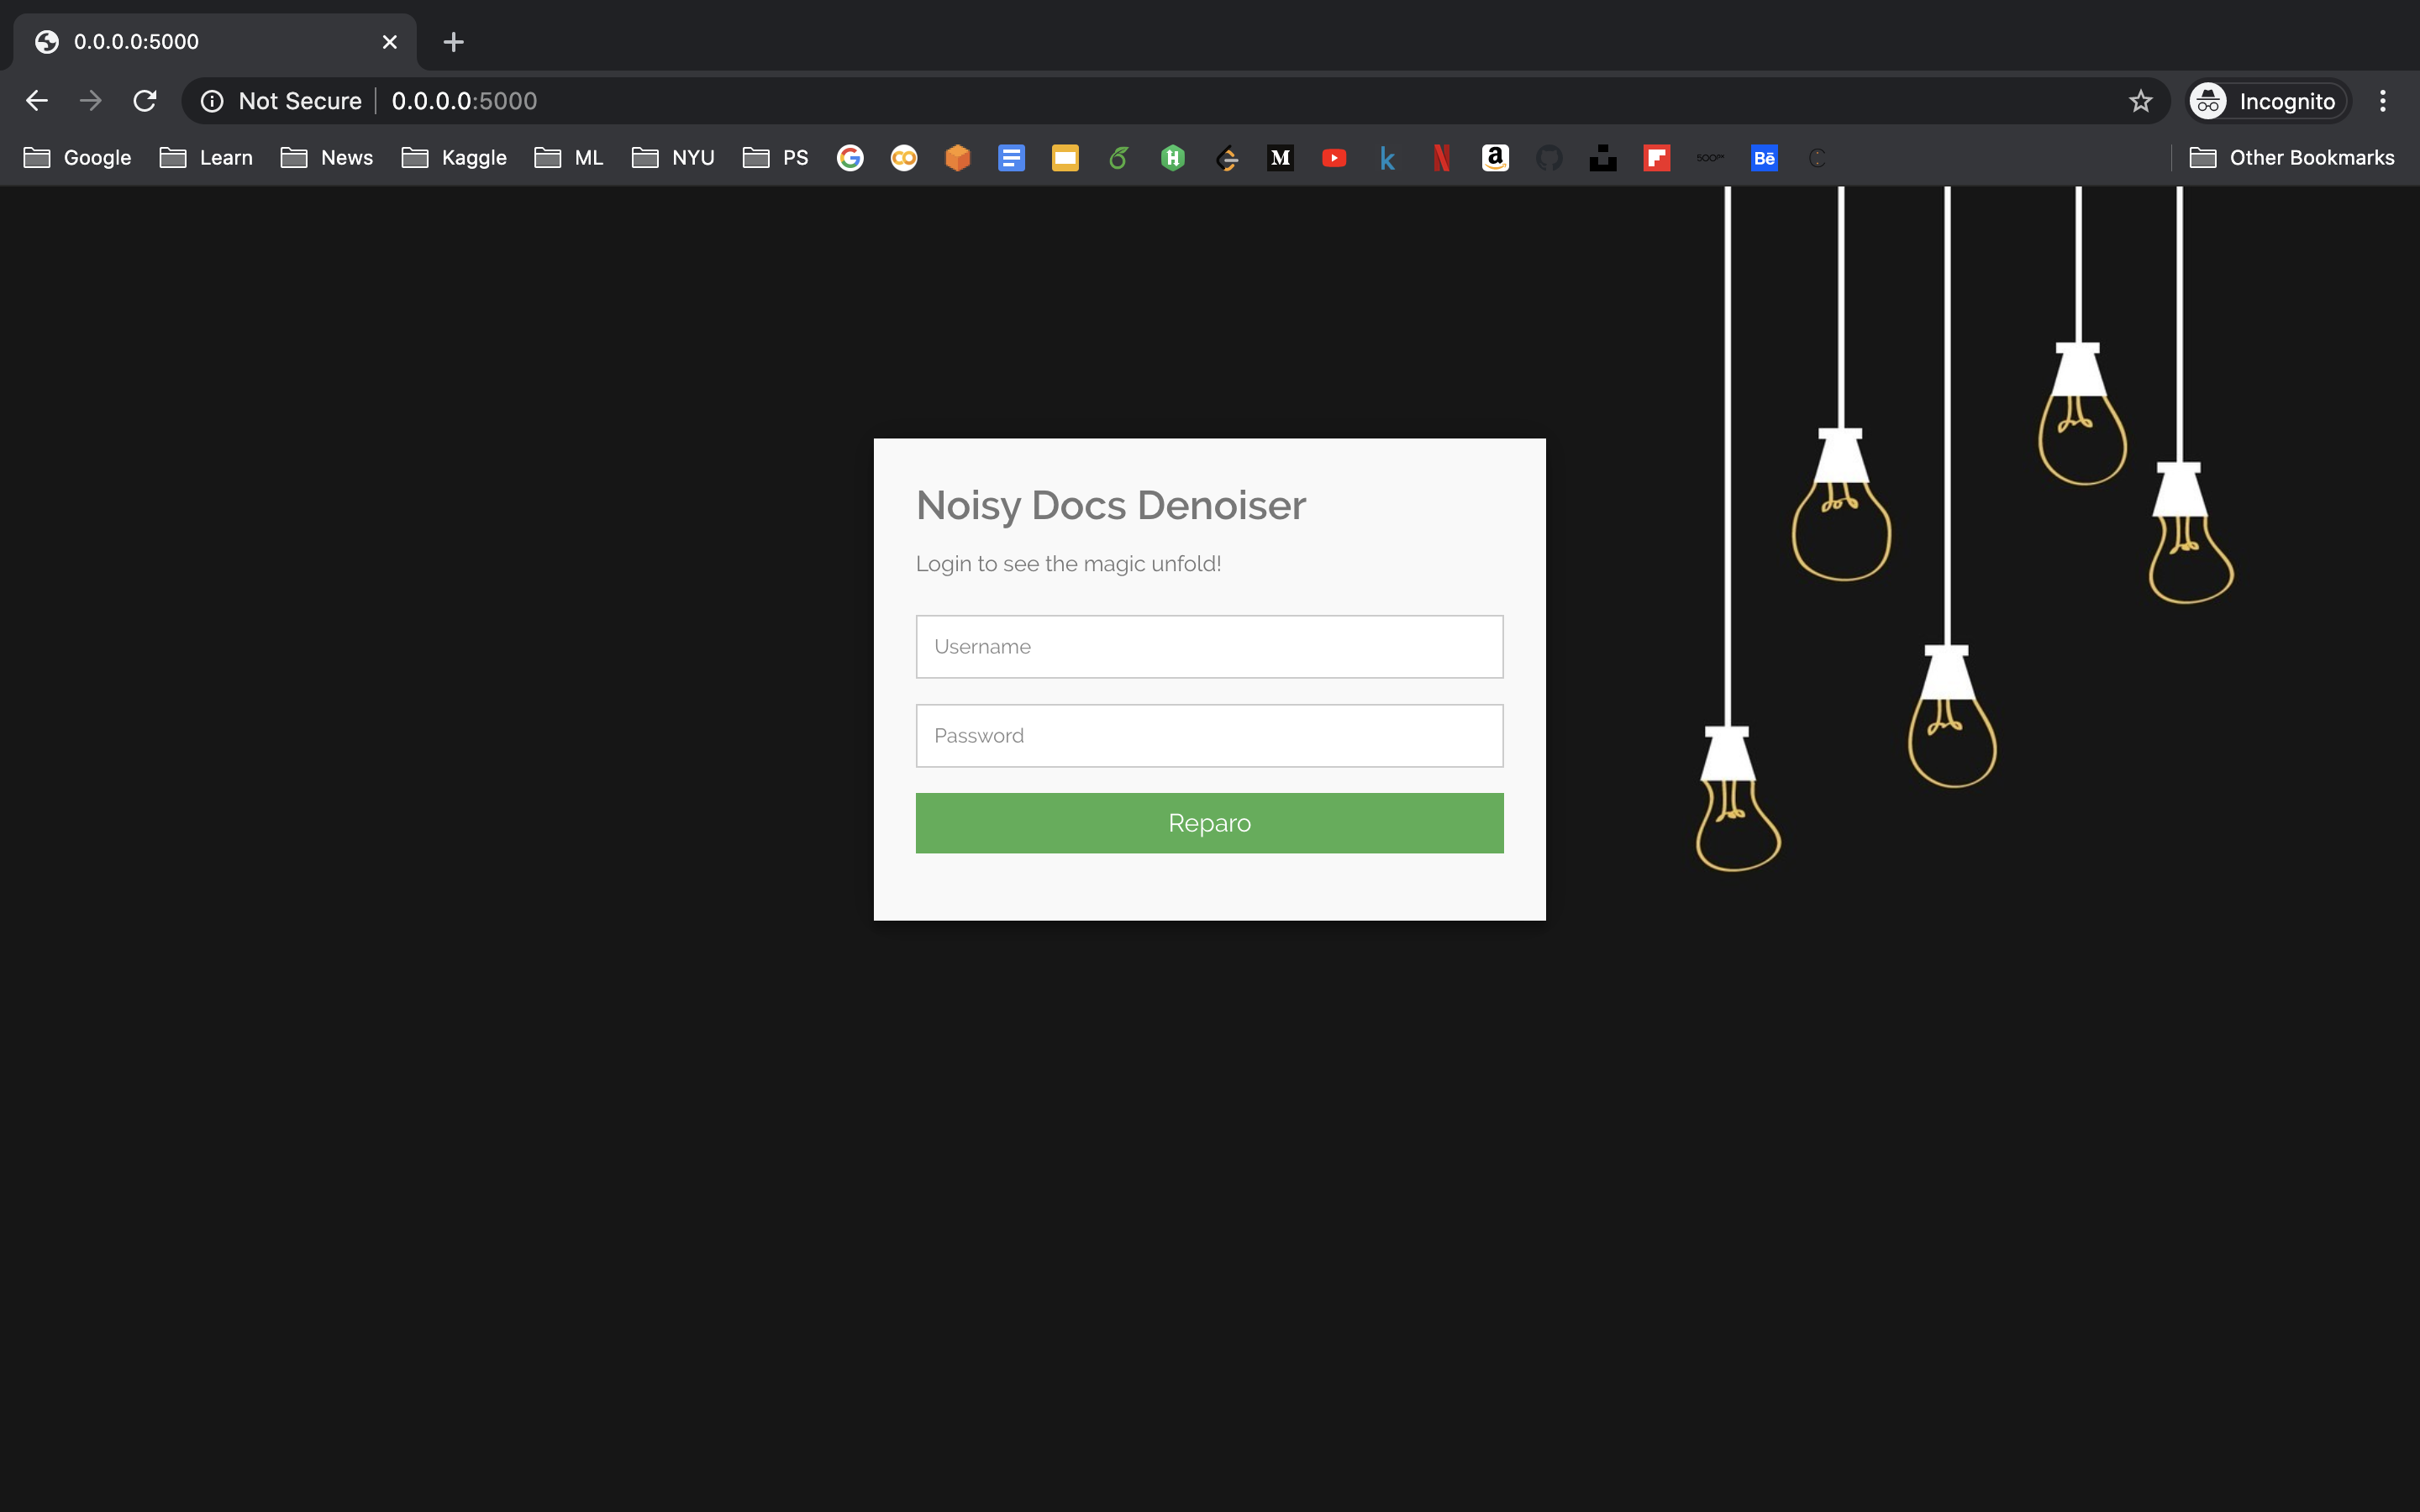 0.0.0.0:5000
Not Secure 0.0.0.0:5000 Incognito
Google Learn News Kaggle ML NYU PS M k N a Bē C Other Bookmarks
Noisy Docs Denoiser
Login to see the magic unfold!
Username
Password
Reparo